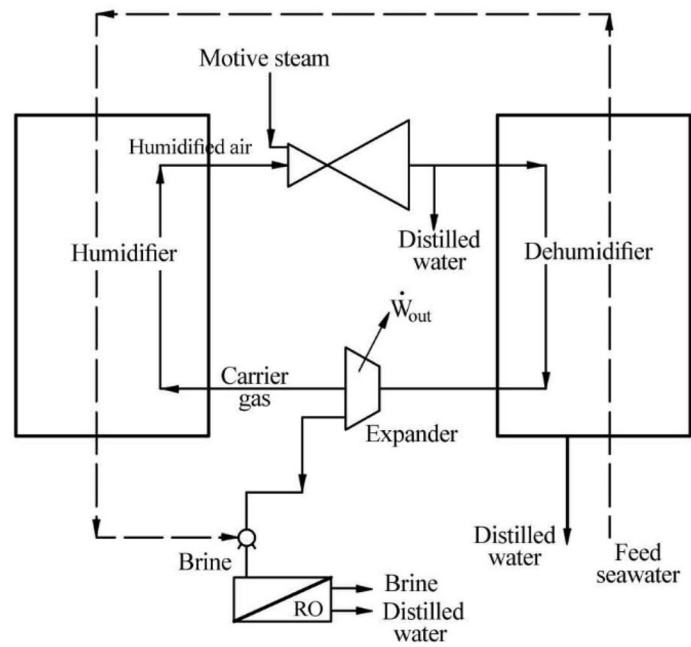 Motive steam
Humidified air
Humidifier
Distilled
water
Dehumidifier
Ẇout
Carrier
gas
Expander
Distilled
water
Feed
seawater
Brine
RO
Brine
Distilled
water